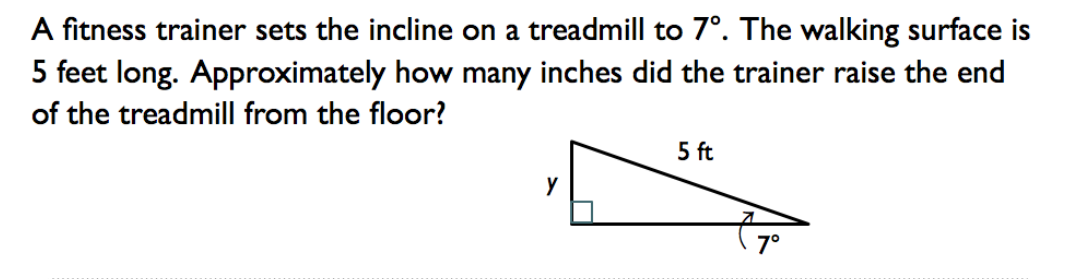 A fitness trainer sets the incline on a treadmill to 7°. The walking surface is
5 feet long. Approximately how many inches did the trainer raise the end
of the treadmill from the floor?
5 ft
y
7°